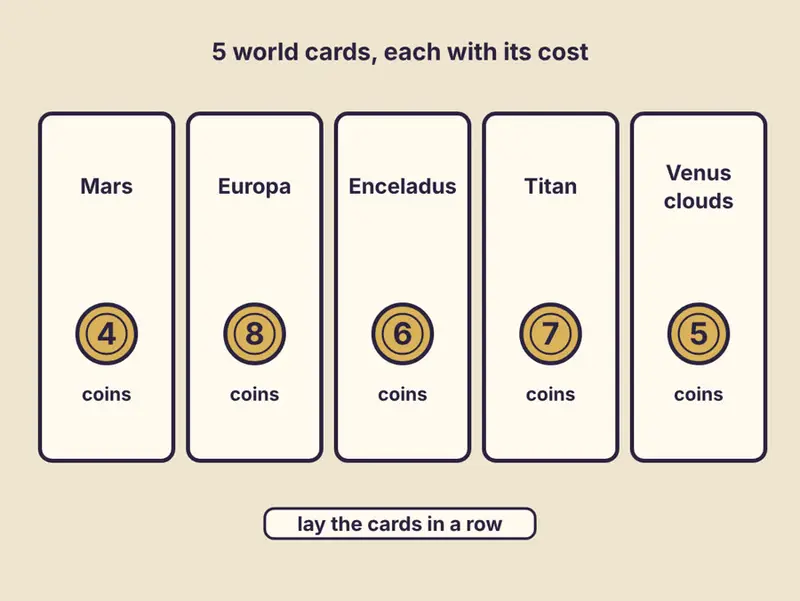 5 world cards, each with its cost
Mars
Europa
Enceladus
Titan
Venus
clouds
4
8
6
7
5
coins
coins
coins
coins
coins
lay the cards in a row